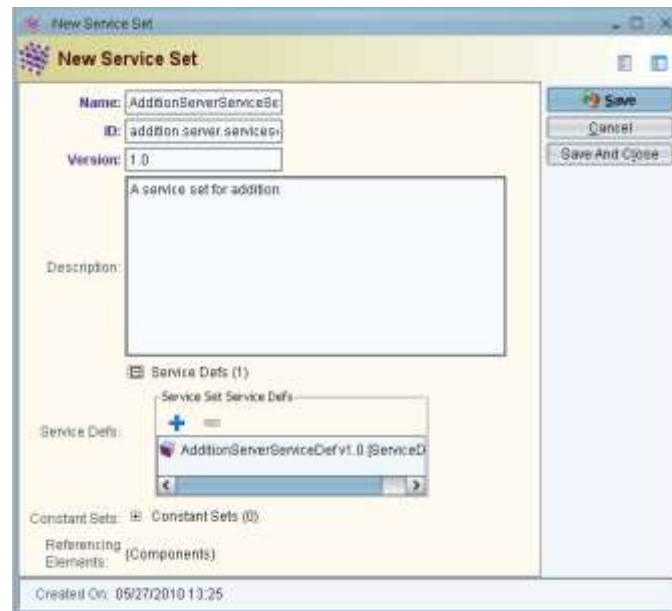 New Service Set
New Service Set
Name: AdditionServerServiceSe
ID: addition.server.services
Version: 1.0
Description: A service set for addition
Service Defs (1)
Service Set Service Defs
Service Defs:
AdditionServerServiceDef v1.0 [ServiceD
Constant Sets: Constant Sets (0)
Referencing Elements: (Components)
Created On: 05/27/2010 13:25
Save
Cancel
Save And Close